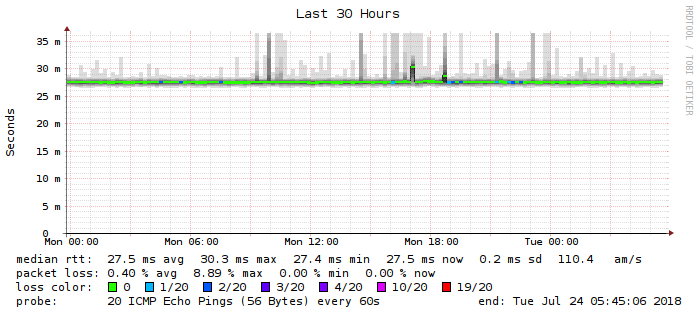 Last 30 Hours
RRDTOOL / TOBI OETIKER
Seconds
35 m
30 m
25 m
20 m
15 m
10 m
5 m
0
Mon 00:00 Mon 06:00 Mon 12:00 Mon 18:00 Tue 00:00
median rtt: 27.5 ms avg 30.3 ms max 27.4 ms min 27.5 ms now 0.2 ms sd 110.4 am/s
packet loss: 0.40 % avg 8.89 % max 0.00 % min 0.00 % now
loss color: 0 1/20 2/20 3/20 4/20 10/20 19/20
probe: 20 ICMP Echo Pings (56 Bytes) every 60s end: Tue Jul 24 05:45:06 2018